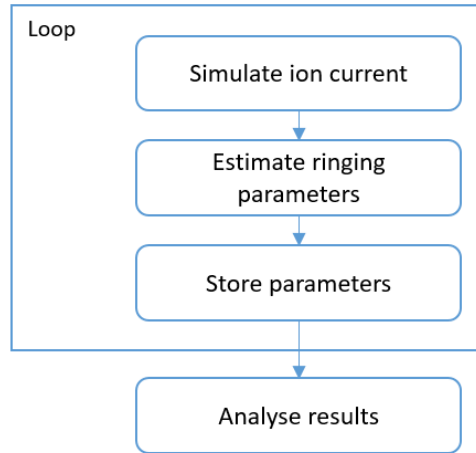 Loop
Simulate ion current
Estimate ringing
parameters
Store parameters
Analyse results